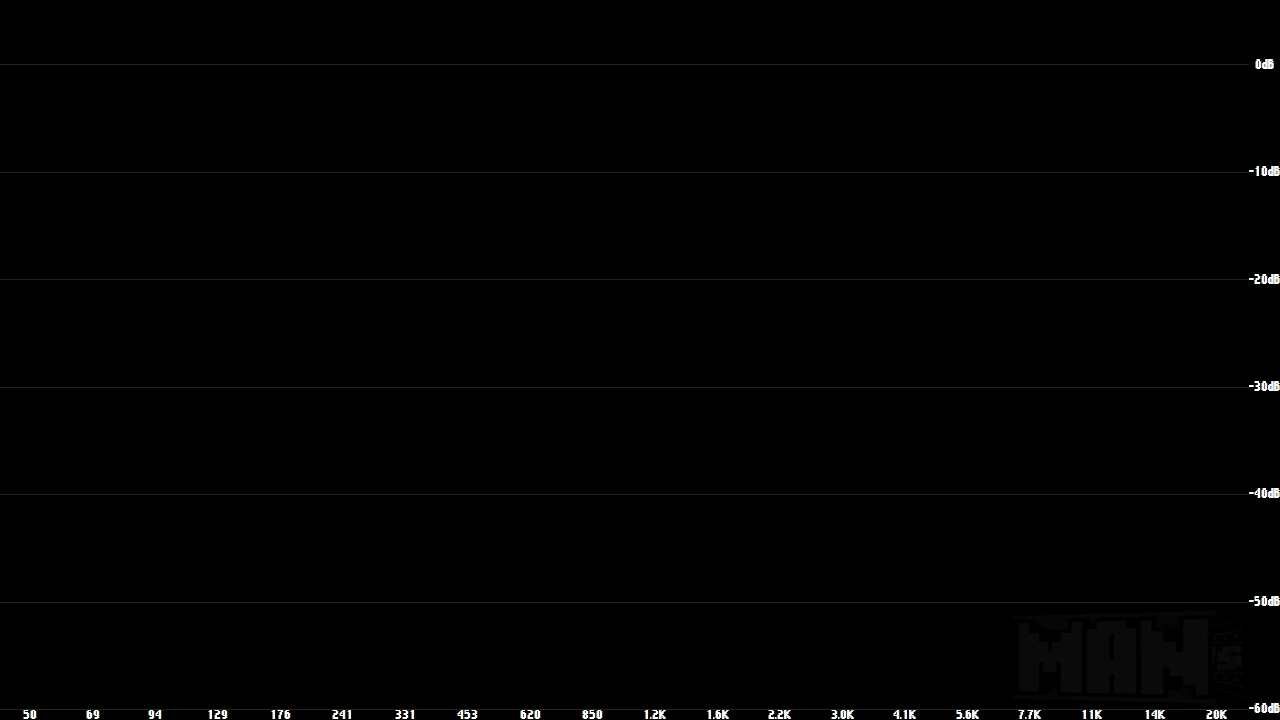 0dB
-10dB
-20dB
-30dB
-40dB
-50dB
MAN
-60dB
50 69 94 129 176 241 331 453 620 850 1.2K 1.6K 2.2K 3.0K 4.1K 5.6K 7.7K 11K 14K 20K